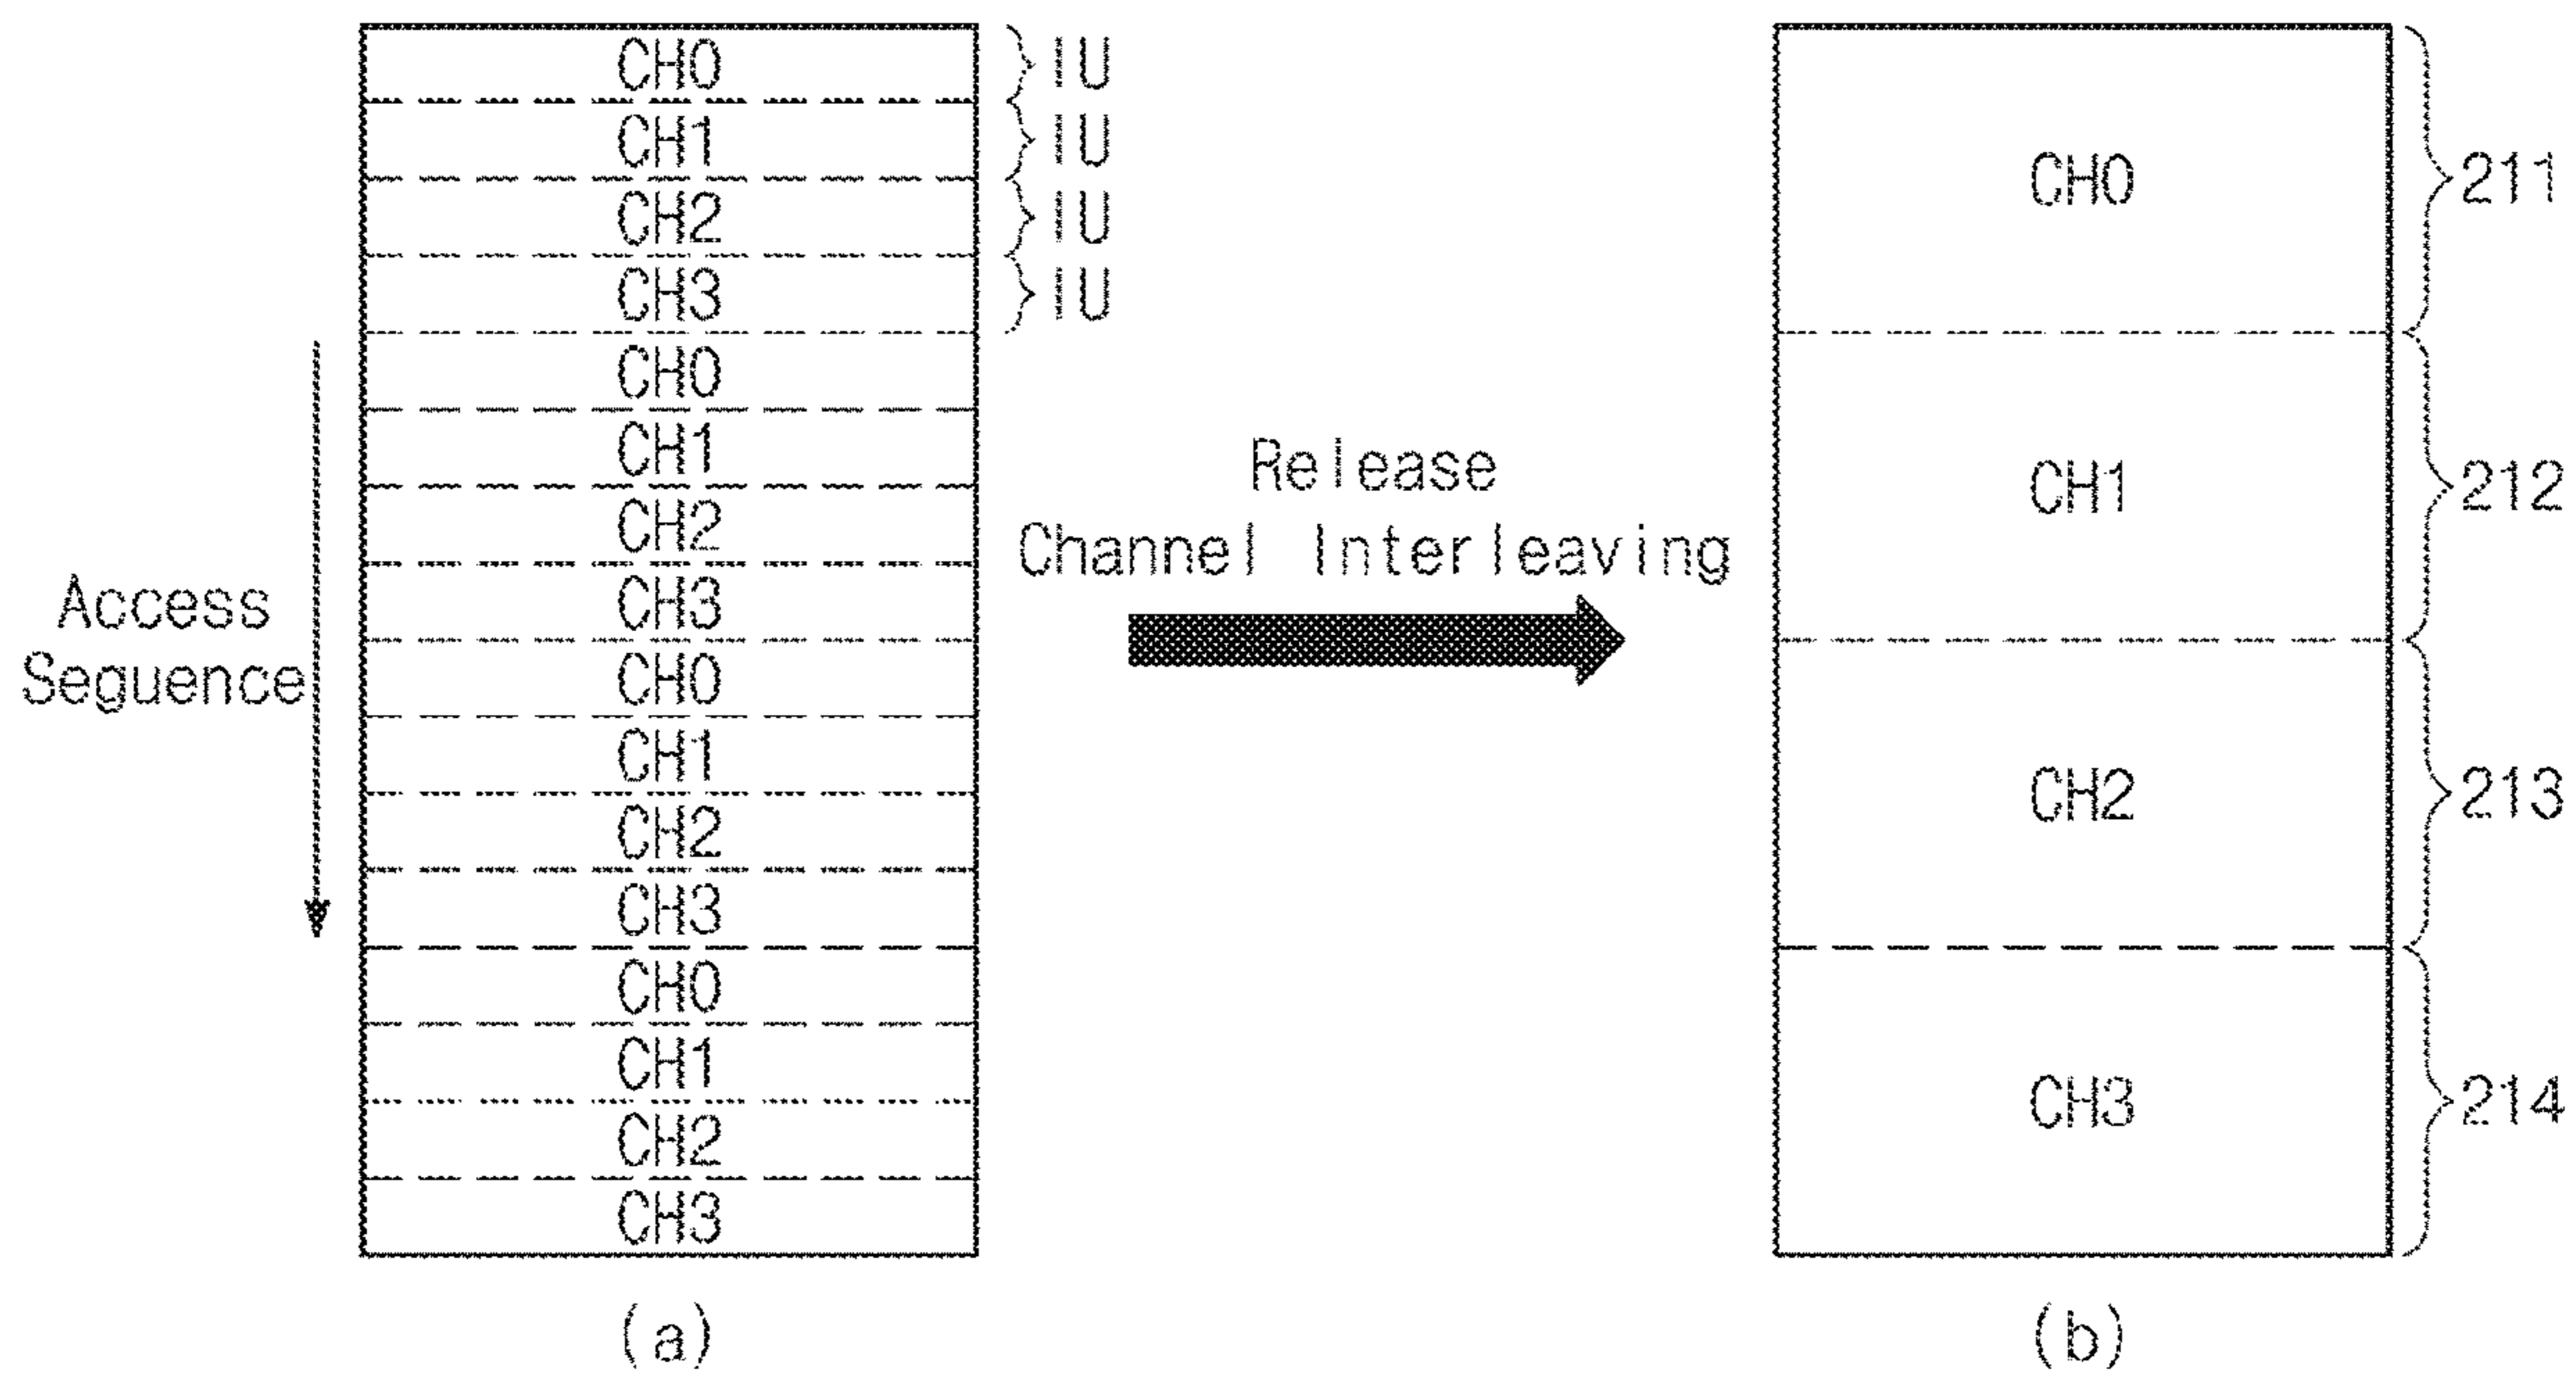 CH0
CH1
CH2
CH3
CH0
CH1
CH2
CH3
CH0
CH1
CH2
CH3
CH0
CH1
CH2
CH3
IU
IU
IU
IU
Access
Seguence
(a)
Release
Channel Interleaving
CH0
CH1
CH2
CH3
211
212
213
214
(b)